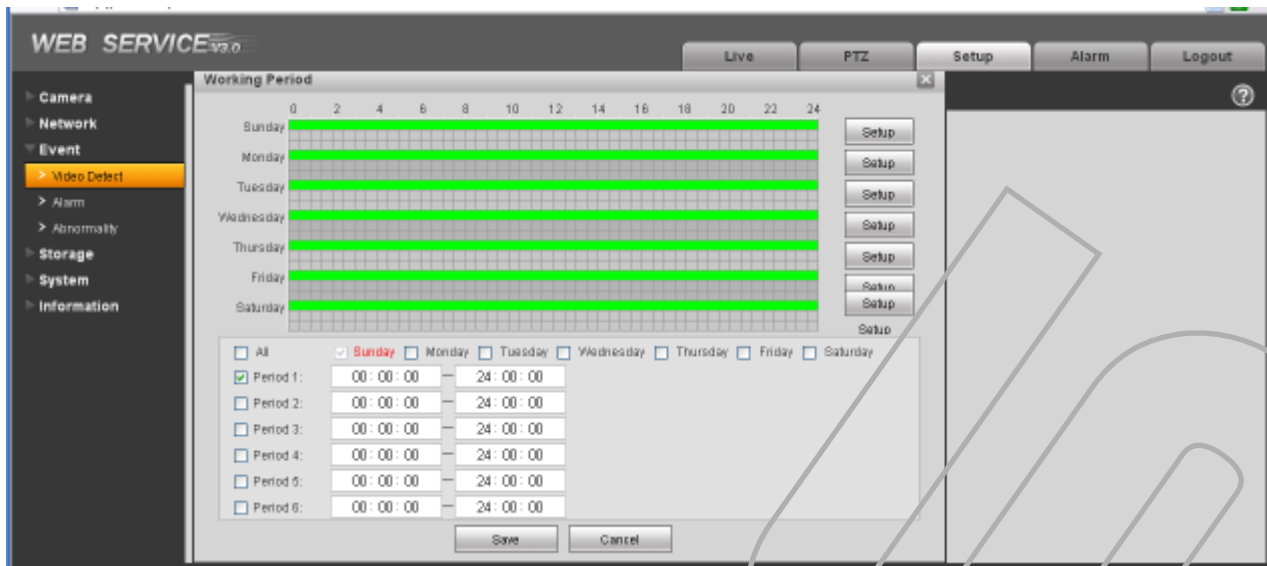 WEB SERVICE V3.0
Live PTZ Setup Alarm Logout
Working Period
Camera
Network
Event
> Video Detect
> Alarm
> Abnormality
Storage
System
Information
0 2 4 6 8 10 12 14 16 18 20 22 24
Sunday Setup
Monday Setup
Tuesday Setup
Wednesday Setup
Thursday Setup
Friday Setup
Saturday Setup
Setup
All Sunday Monday Tuesday Wednesday Thursday Friday Saturday
Period 1: 00:00:00 — 24:00:00
Period 2: 00:00:00 — 24:00:00
Period 3: 00:00:00 — 24:00:00
Period 4: 00:00:00 — 24:00:00
Period 5: 00:00:00 — 24:00:00
Period 6: 00:00:00 — 24:00:00
Save Cancel